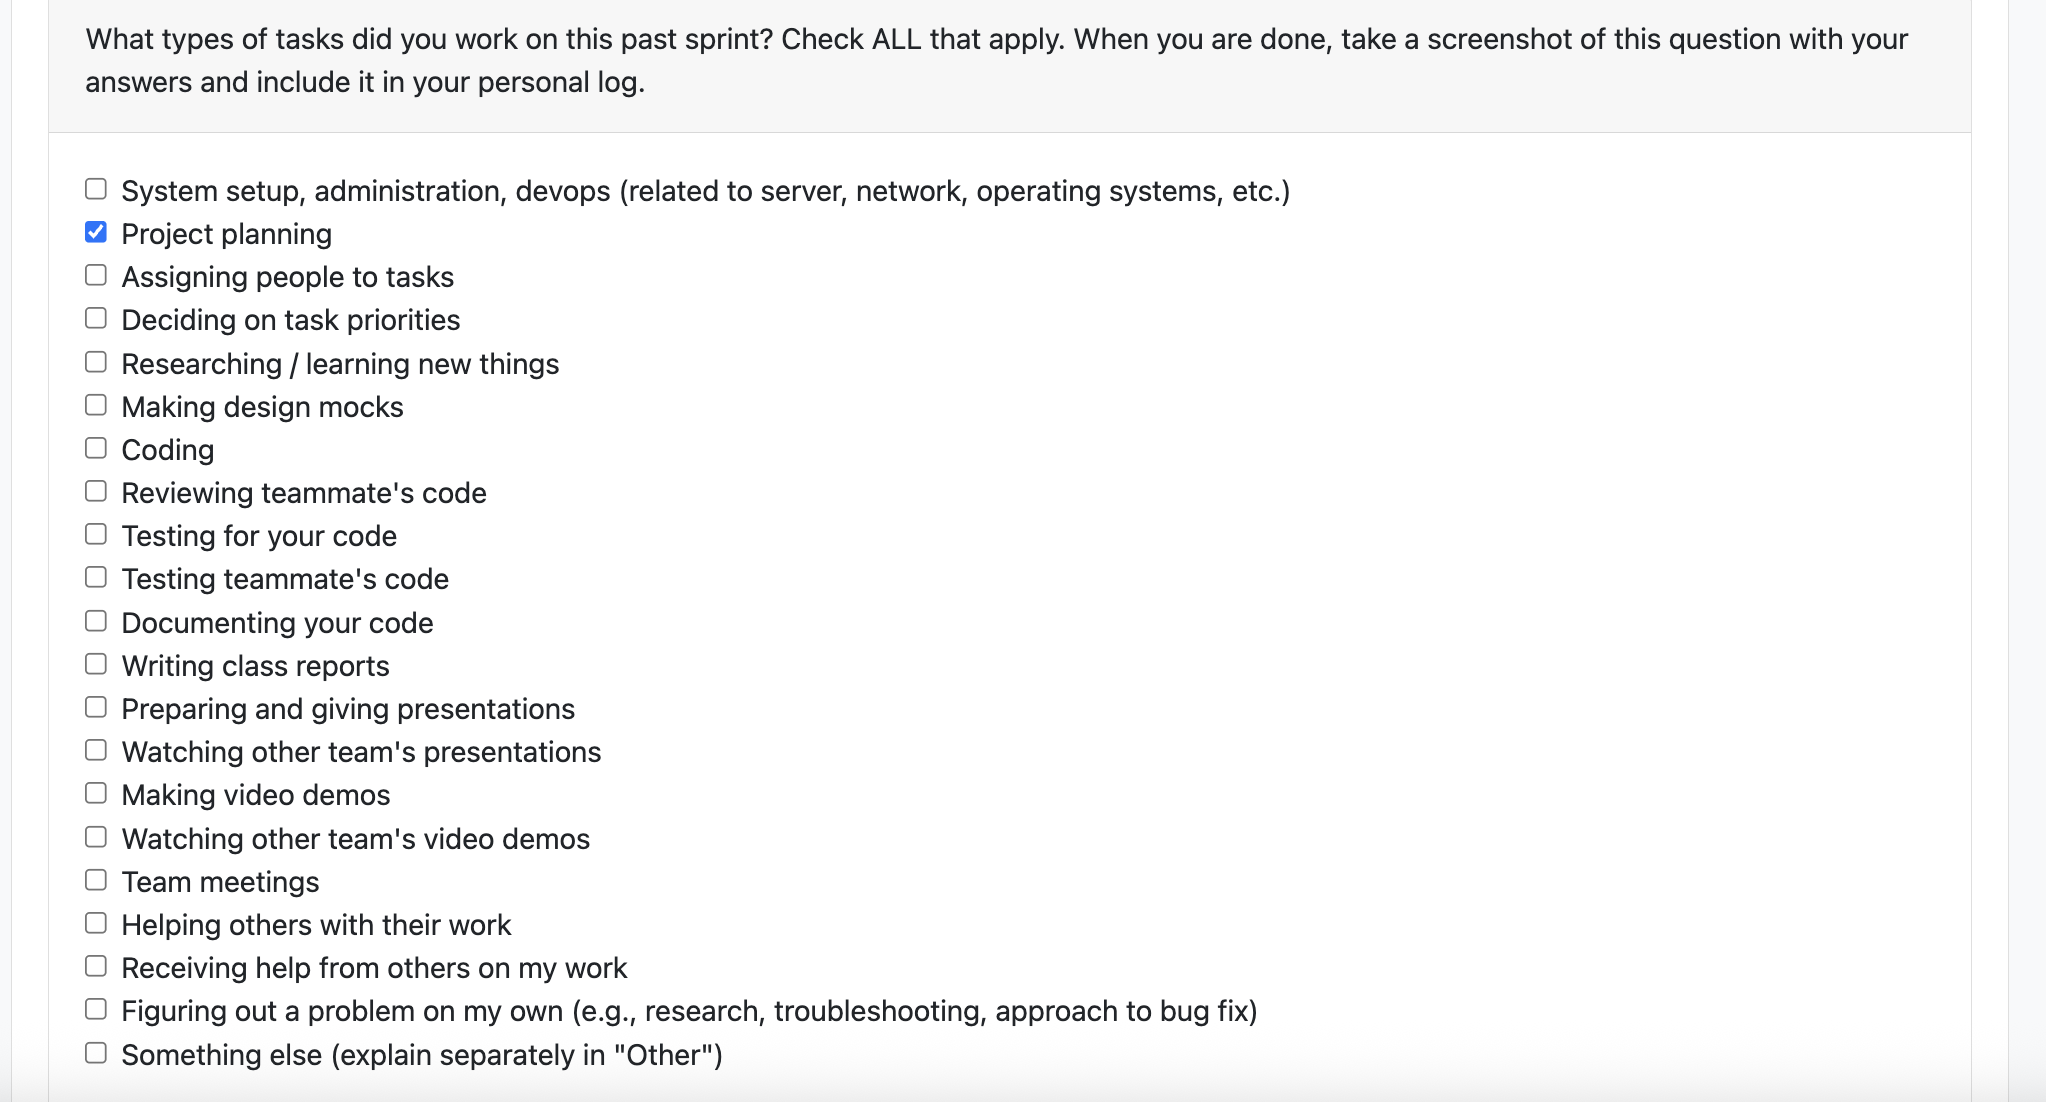 What types of tasks did you work on this past sprint? Check ALL that apply. When you are done, take a screenshot of this question with your
answers and include it in your personal log.
System setup, administration, devops (related to server, network, operating systems, etc.)
Project planning
Assigning people to tasks
Deciding on task priorities
Researching / learning new things
Making design mocks
Coding
Reviewing teammate's code
Testing for your code
Testing teammate's code
Documenting your code
Writing class reports
Preparing and giving presentations
Watching other team's presentations
Making video demos
Watching other team's video demos
Team meetings
Helping others with their work
Receiving help from others on my work
Figuring out a problem on my own (e.g., research, troubleshooting, approach to bug fix)
Something else (explain separately in "Other")